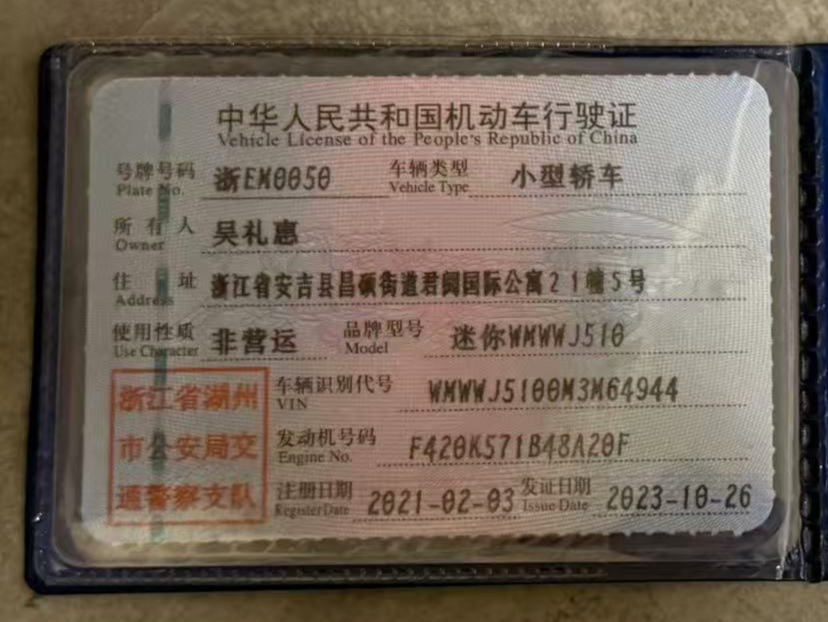 中华人民共和国机动车行驶证
Vehicle License of the People's Republic of China
号牌号码 浙EM0050 车辆类型 小型轿车
Plate No. Vehicle Type
所有人 吴礼惠
Owner
住址 浙江省安吉县昌硕街道君阅国际公寓21幢5号
Address
使用性质 非营运 品牌型号 迷你WMWWJ510
Use Character Model
浙江省湖州
市公安局交
通警察支队
车辆识别代号 WMWWJ5100M3M64944
VIN
发动机号码 F420K571B48A20F
Engine No.
注册日期 2021-02-03 发证日期 2023-10-26
Register Date Issue Date